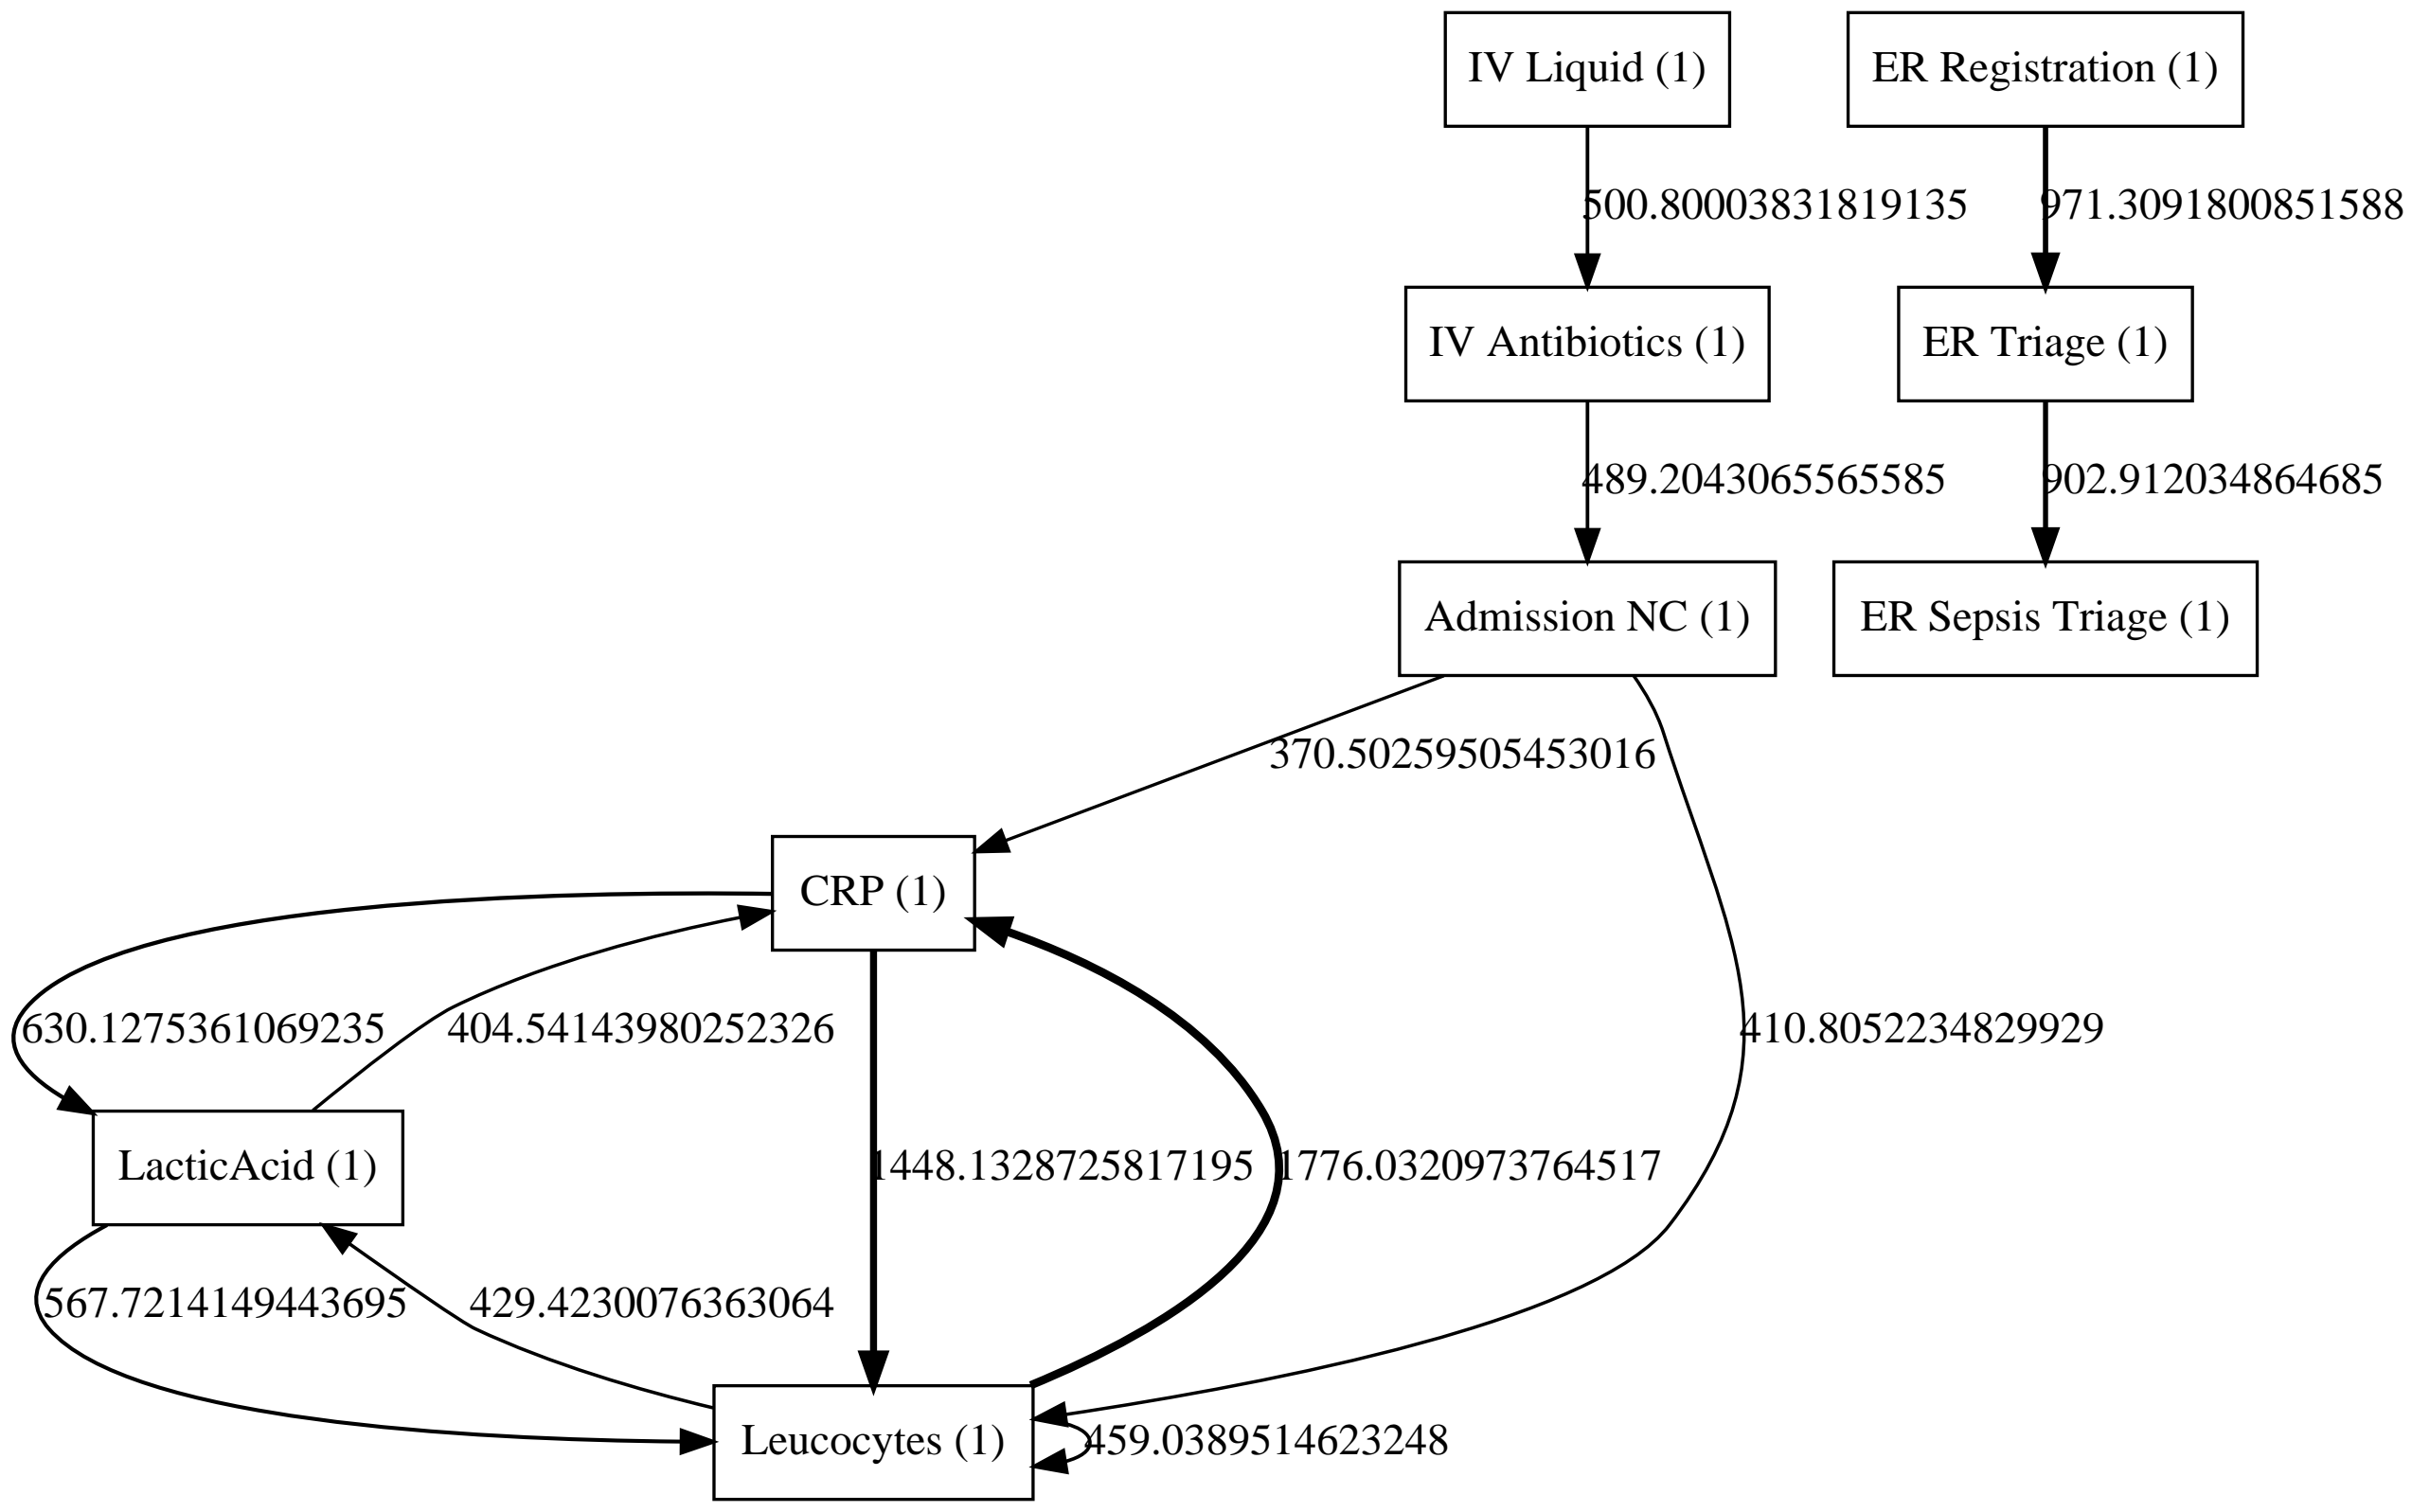 IV Liquid (1)
ER Registration (1)
500.80003831819135
971.3091800851588
IV Antibiotics (1)
ER Triage (1)
489.2043065565585
902.912034864685
Admission NC (1)
ER Sepsis Triage (1)
370.50259505453016
CRP (1)
630.1275361069235
404.54143980252326
410.8052234829929
LacticAcid (1)
1448.1328725817195
1776.0320973764517
567.7214149443695
429.4230076363064
Leucocytes (1)
459.0389514623248